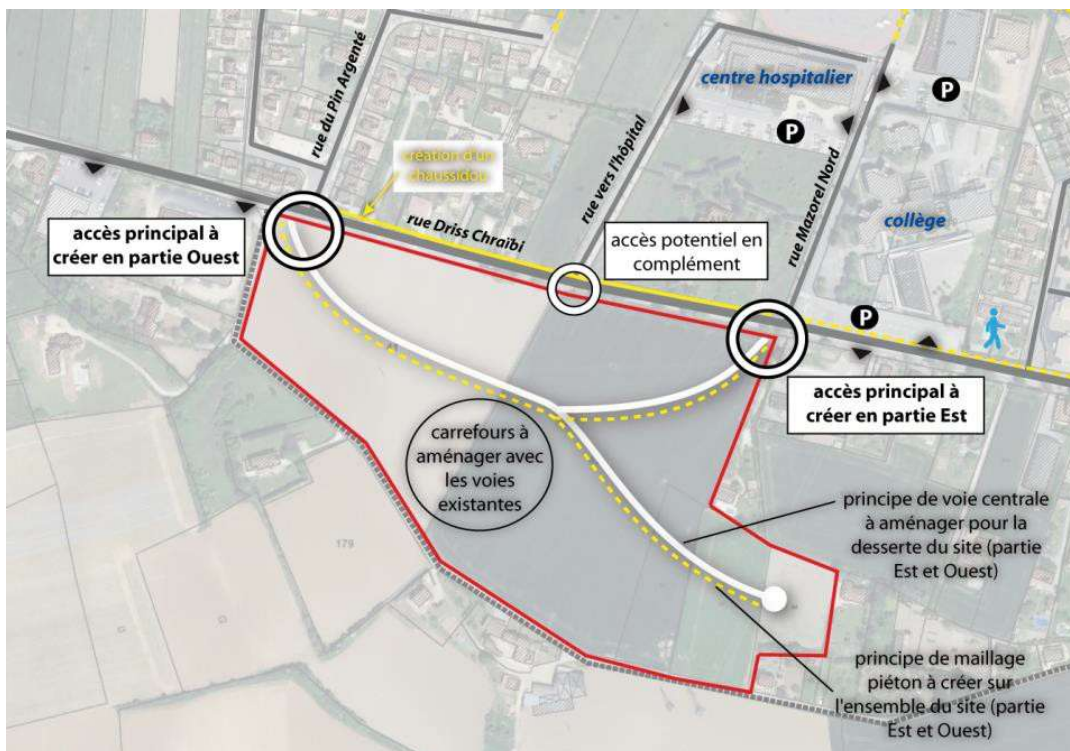 rue du Pin Argenté
centre hospitalier
P
P
création d'un
chaussidou
rue vers l'hôpital
rue Mazorel Nord
collège
rue Driss Chraïbi
accès principal à
créer en partie Ouest
accès potentiel en
complément
P
accès principal à
créer en partie Est
carrefours à
aménager avec
les voies
existantes
principe de voie centrale
à aménager pour la
desserte du site (partie
Est et Ouest)
179
principe de maillage
piéton à créer sur
l'ensemble du site (partie
Est et Ouest)